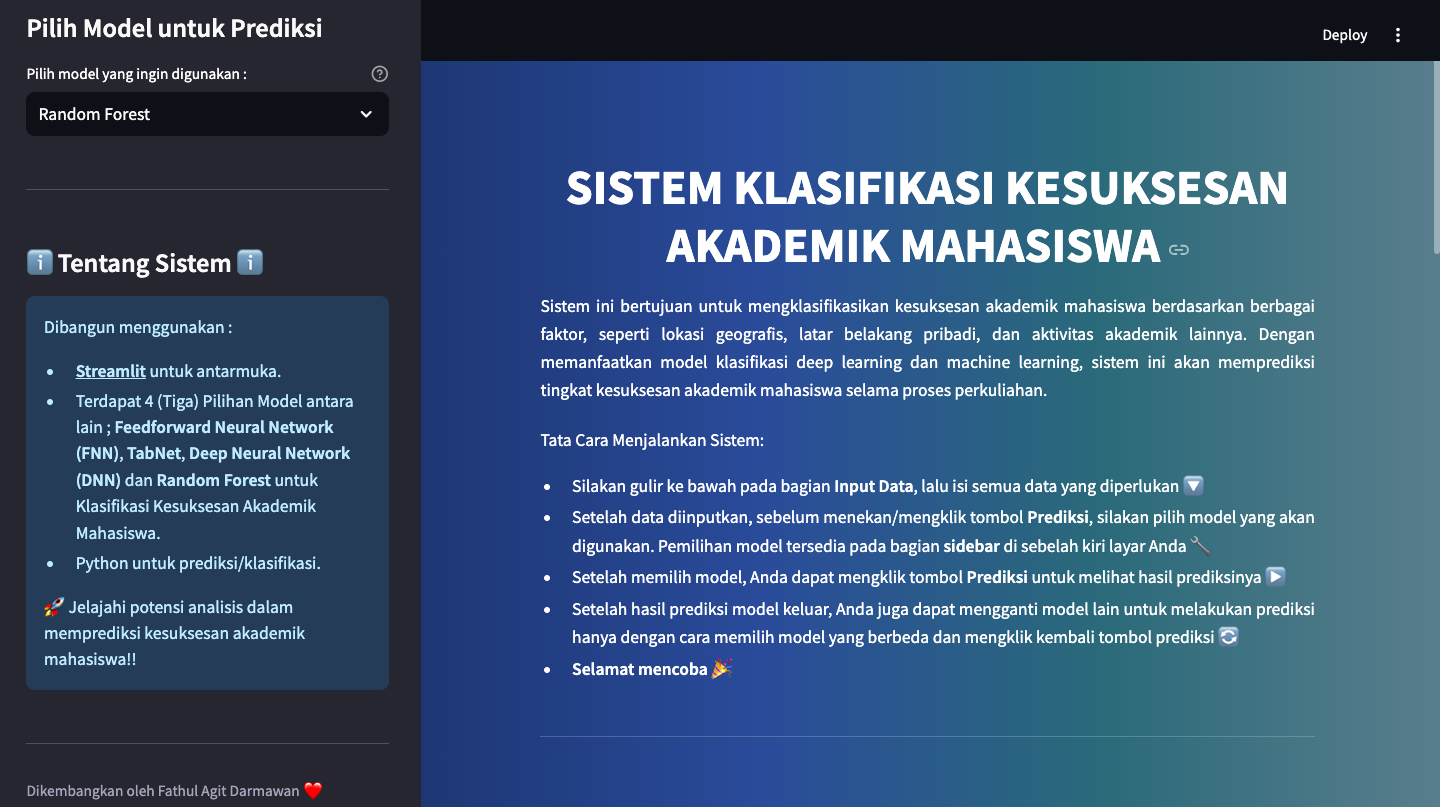 Pilih Model untuk Prediksi
Pilih model yang ingin digunakan :
Random Forest
ℹ️ Tentang Sistem ℹ️
Dibangun menggunakan :
• Streamlit untuk antarmuka.
• Terdapat 4 (Tiga) Pilihan Model antara
lain ; Feedforward Neural Network
(FNN), TabNet, Deep Neural Network
(DNN) dan Random Forest untuk
Klasifikasi Kesuksesan Akademik
Mahasiswa.
• Python untuk prediksi/klasifikasi.
🚀 Jelajahi potensi analisis dalam
memprediksi kesuksesan akademik
mahasiswa!!
Dikembangkan oleh Fathul Agit Darmawan ❤️
Deploy
SISTEM KLASIFIKASI KESUKSESAN
AKADEMIK MAHASISWA
Sistem ini bertujuan untuk mengklasifikasikan kesuksesan akademik mahasiswa berdasarkan berbagai
faktor, seperti lokasi geografis, latar belakang pribadi, dan aktivitas akademik lainnya. Dengan
memanfaatkan model klasifikasi deep learning dan machine learning, sistem ini akan memprediksi
tingkat kesuksesan akademik mahasiswa selama proses perkuliahan.
Tata Cara Menjalankan Sistem:
• Silakan gulir ke bawah pada bagian Input Data, lalu isi semua data yang diperlukan 🔽
• Setelah data diinputkan, sebelum menekan/mengklik tombol Prediksi, silakan pilih model yang akan
digunakan. Pemilihan model tersedia pada bagian sidebar di sebelah kiri layar Anda 🔧
• Setelah memilih model, Anda dapat mengklik tombol Prediksi untuk melihat hasil prediksinya ▶️
• Setelah hasil prediksi model keluar, Anda juga dapat mengganti model lain untuk melakukan prediksi
hanya dengan cara memilih model yang berbeda dan mengklik kembali tombol prediksi 🔄
• Selamat mencoba 🎉